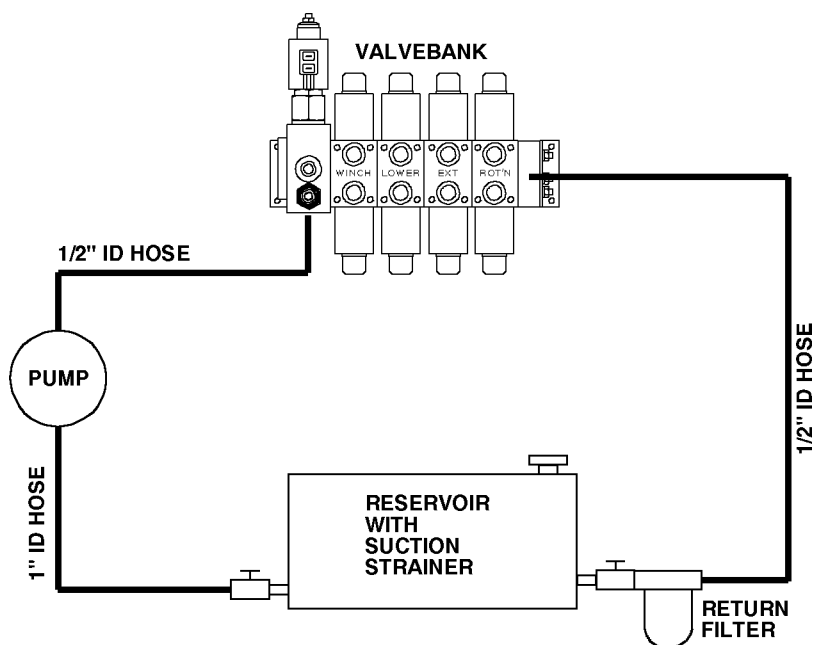 VALVEBANK
WINCH LOWER EXT ROT'N
1/2" ID HOSE
PUMP
1/2" ID HOSE
1" ID HOSE
RESERVOIR
WITH
SUCTION
STRAINER
RETURN
FILTER